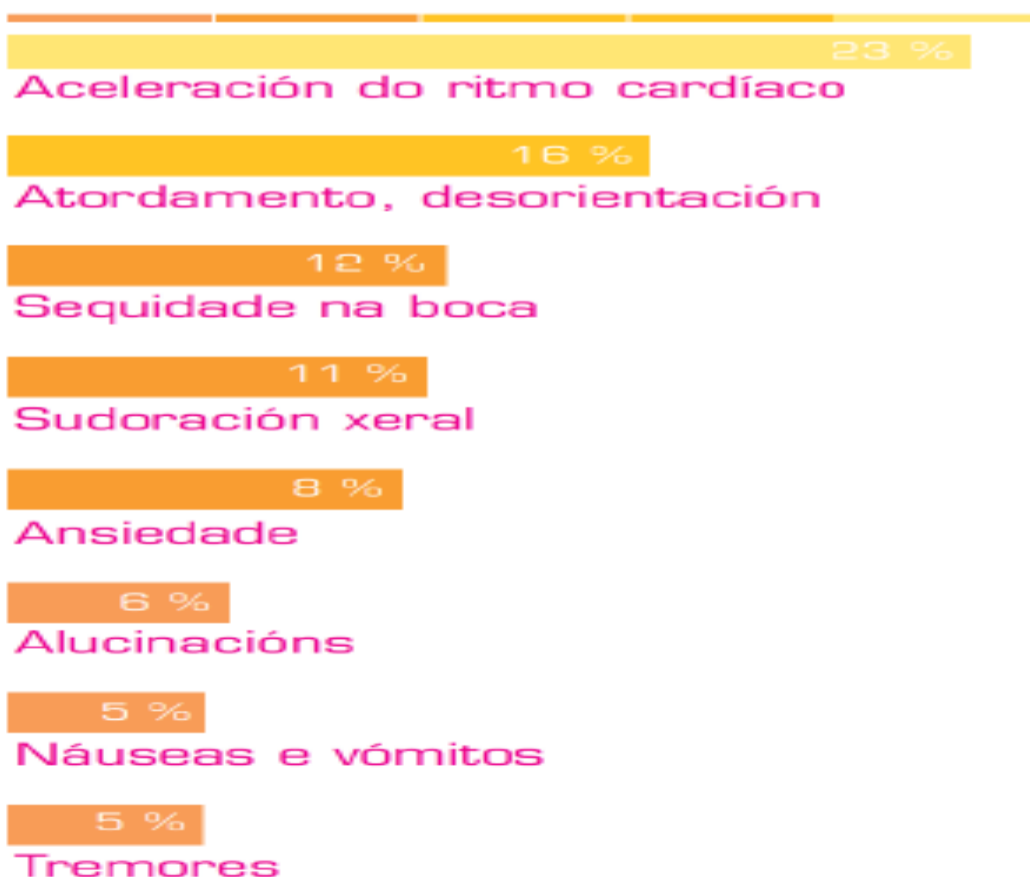 23 %
Aceleración do ritmo cardíaco
16 %
Atordamento, desorientación
12 %
Sequidade na boca
11 %
Sudoración xeral
8 %
Ansiedade
6 %
Alucinacións
5 %
Náuseas e vómitos
5 %
Tremores